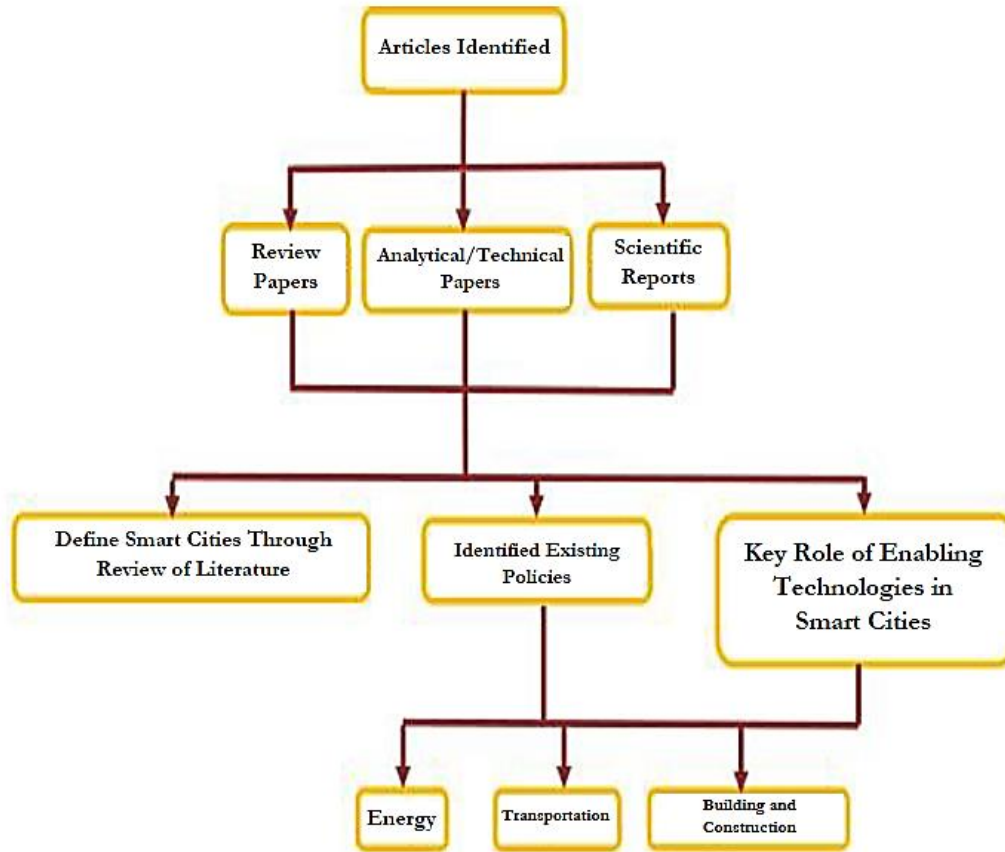 Articles Identified
Review
Papers
Analytical/Technical
Papers
Scientific
Reports
Define Smart Cities Through
Review of Literature
Identified Existing
Policies
Key Role of Enabling
Technologies in
Smart Cities
Energy
Transportation
Building and
Construction